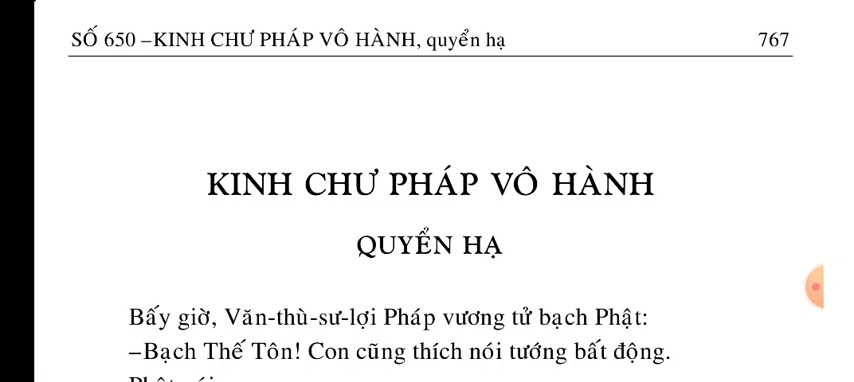 SỐ 650 –KINH CHƯ PHÁP VÔ HÀNH, quyển hạ 767
KINH CHƯ PHÁP VÔ HÀNH
QUYỂN HẠ
Bấy giờ, Văn-thù-sư-lợi Pháp vương tử bạch Phật:
–Bạch Thế Tôn! Con cũng thích nói tướng bất động.